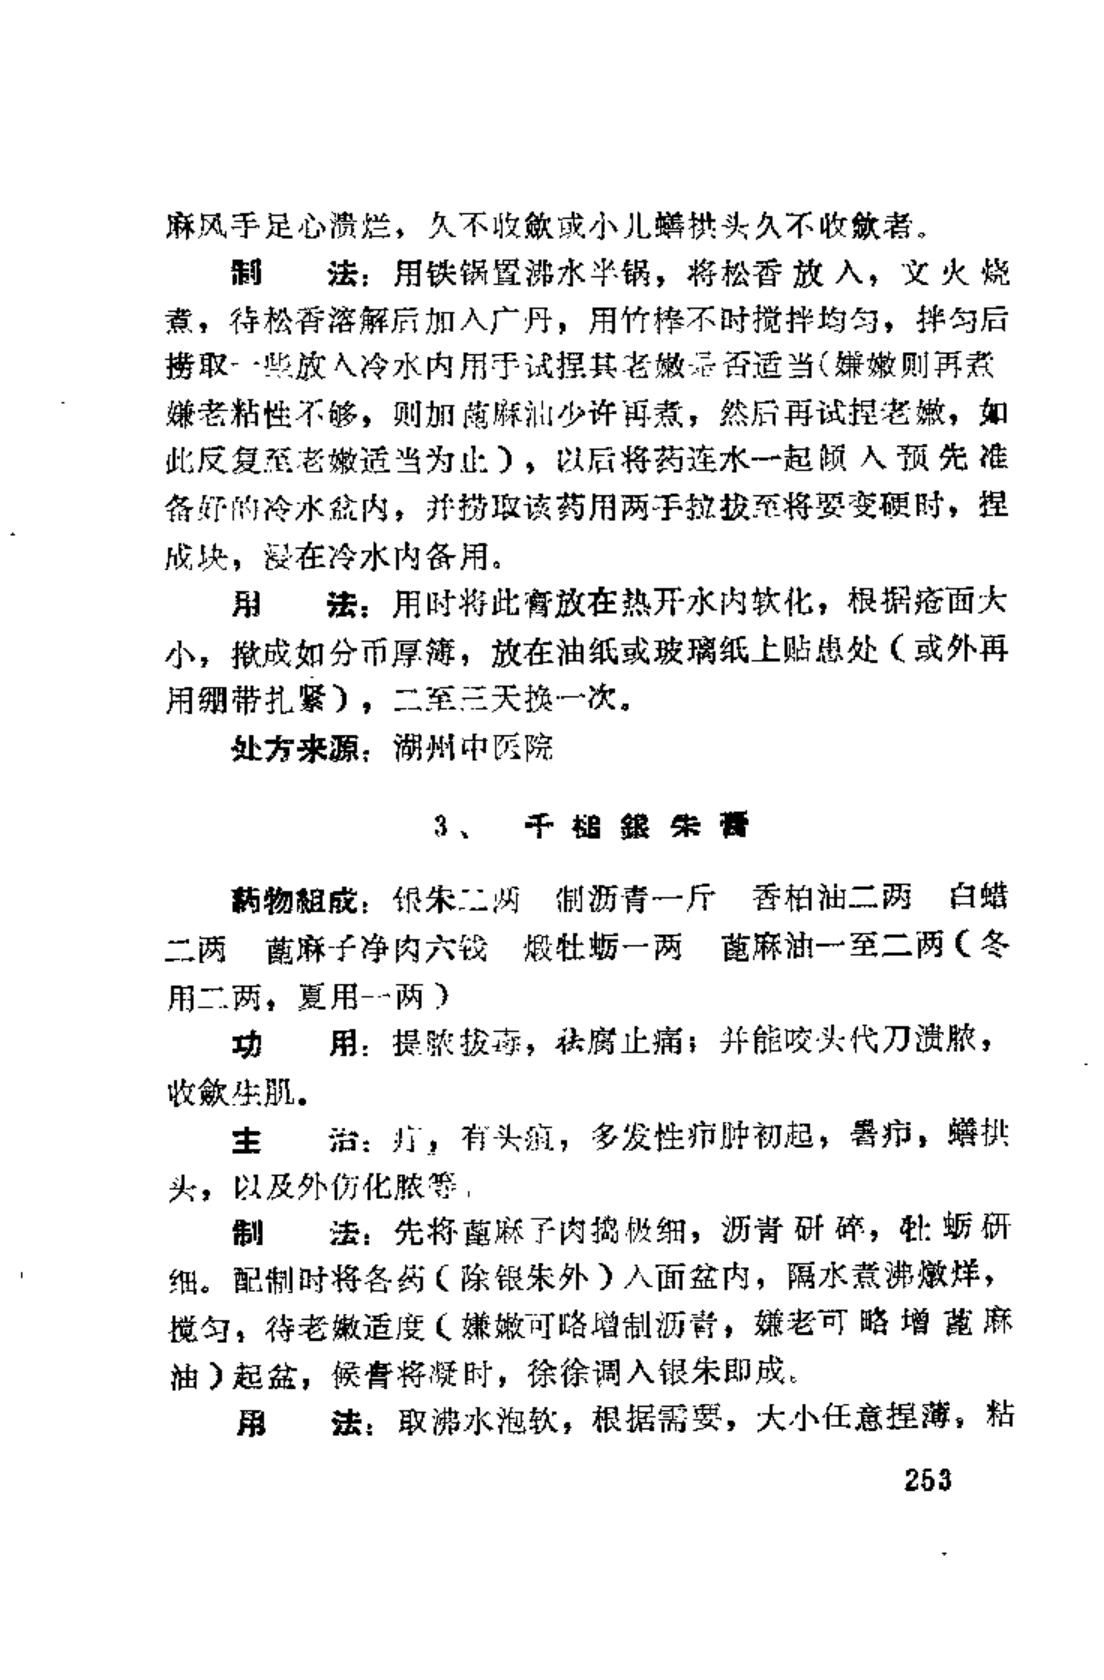 麻风手足心溃烂，久不收歛或小儿蟮拱头久不收歛者。
制　　法：用铁锅置沸水半锅，将松香放入，文火烧
煮，待松香溶解后加入广丹，用竹棒不时搅拌均匀，拌匀后
捞取一些放入冷水内用手试捏其老嫩是否适当（嫌嫩则再煮
嫌老粘性不够，则加蓖麻油少许再煮，然后再试捏老嫩，如
此反复至老嫩适当为止），以后将药连水一起倾入预先准
备好的冷水盆内，并捞取该药用两手拉拔至将要变硬时，捏
成块，浸在冷水内备用。
用　　法：用时将此膏放在热开水内软化，根据疮面大
小，揿成如分币厚薄，放在油纸或玻璃纸上贴患处（或外再
用绷带扎紧），二至三天换一次。
处方来源：湖州中医院
3、　千槌銀朱膏
葯物組成：银朱二两　制沥青一斤　香柏油二两　白蜡
二两　蓖麻子净肉六钱　煅牡蛎一两　蓖麻油一至二两（冬
用二两，夏用一两）
功　　用：提脓拔毒，祛腐止痛；并能咬头代刀溃脓，
收歛生肌。
主　　治：疔，有头疽，多发性疖肿初起，暑疖，蟮拱
头，以及外伤化脓等．
制　　法：先将蓖麻子肉捣极细，沥青研碎，牡蛎研
细。配制时将各药（除银朱外）入面盆内，隔水煮沸燉烊，
搅匀，待老嫩适度（嫌嫩可略增制沥青，嫌老可略增蓖麻
油）起盆，候膏将凝时，徐徐调入银朱即成。
用　　法：取沸水泡软，根据需要，大小任意捏薄，粘
253